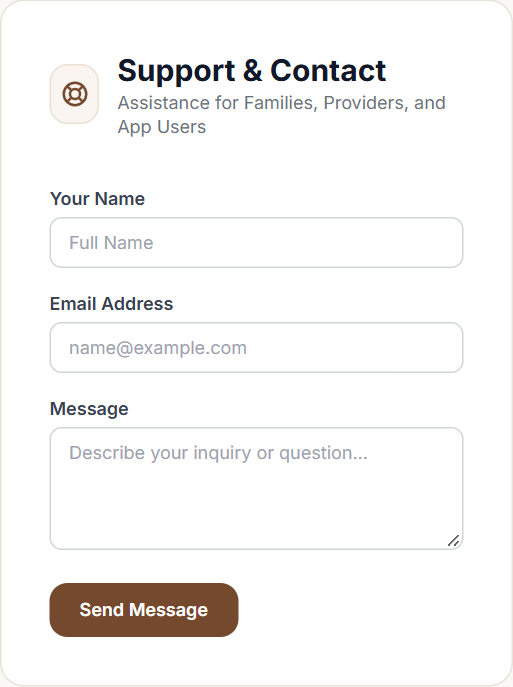 Support & Contact
Assistance for Families, Providers, and
App Users
Your Name
Full Name
Email Address
name@example.com
Message
Describe your inquiry or question...
Send Message